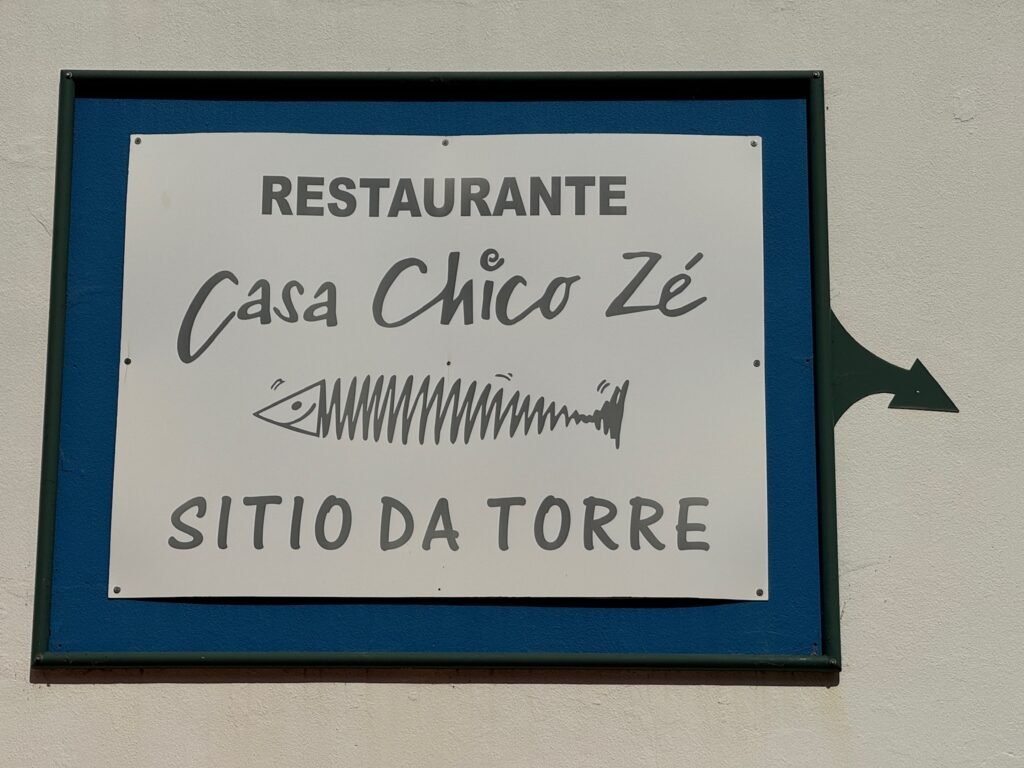 RESTAURANTE
Casa Chico Zé
SITIO DA TORRE